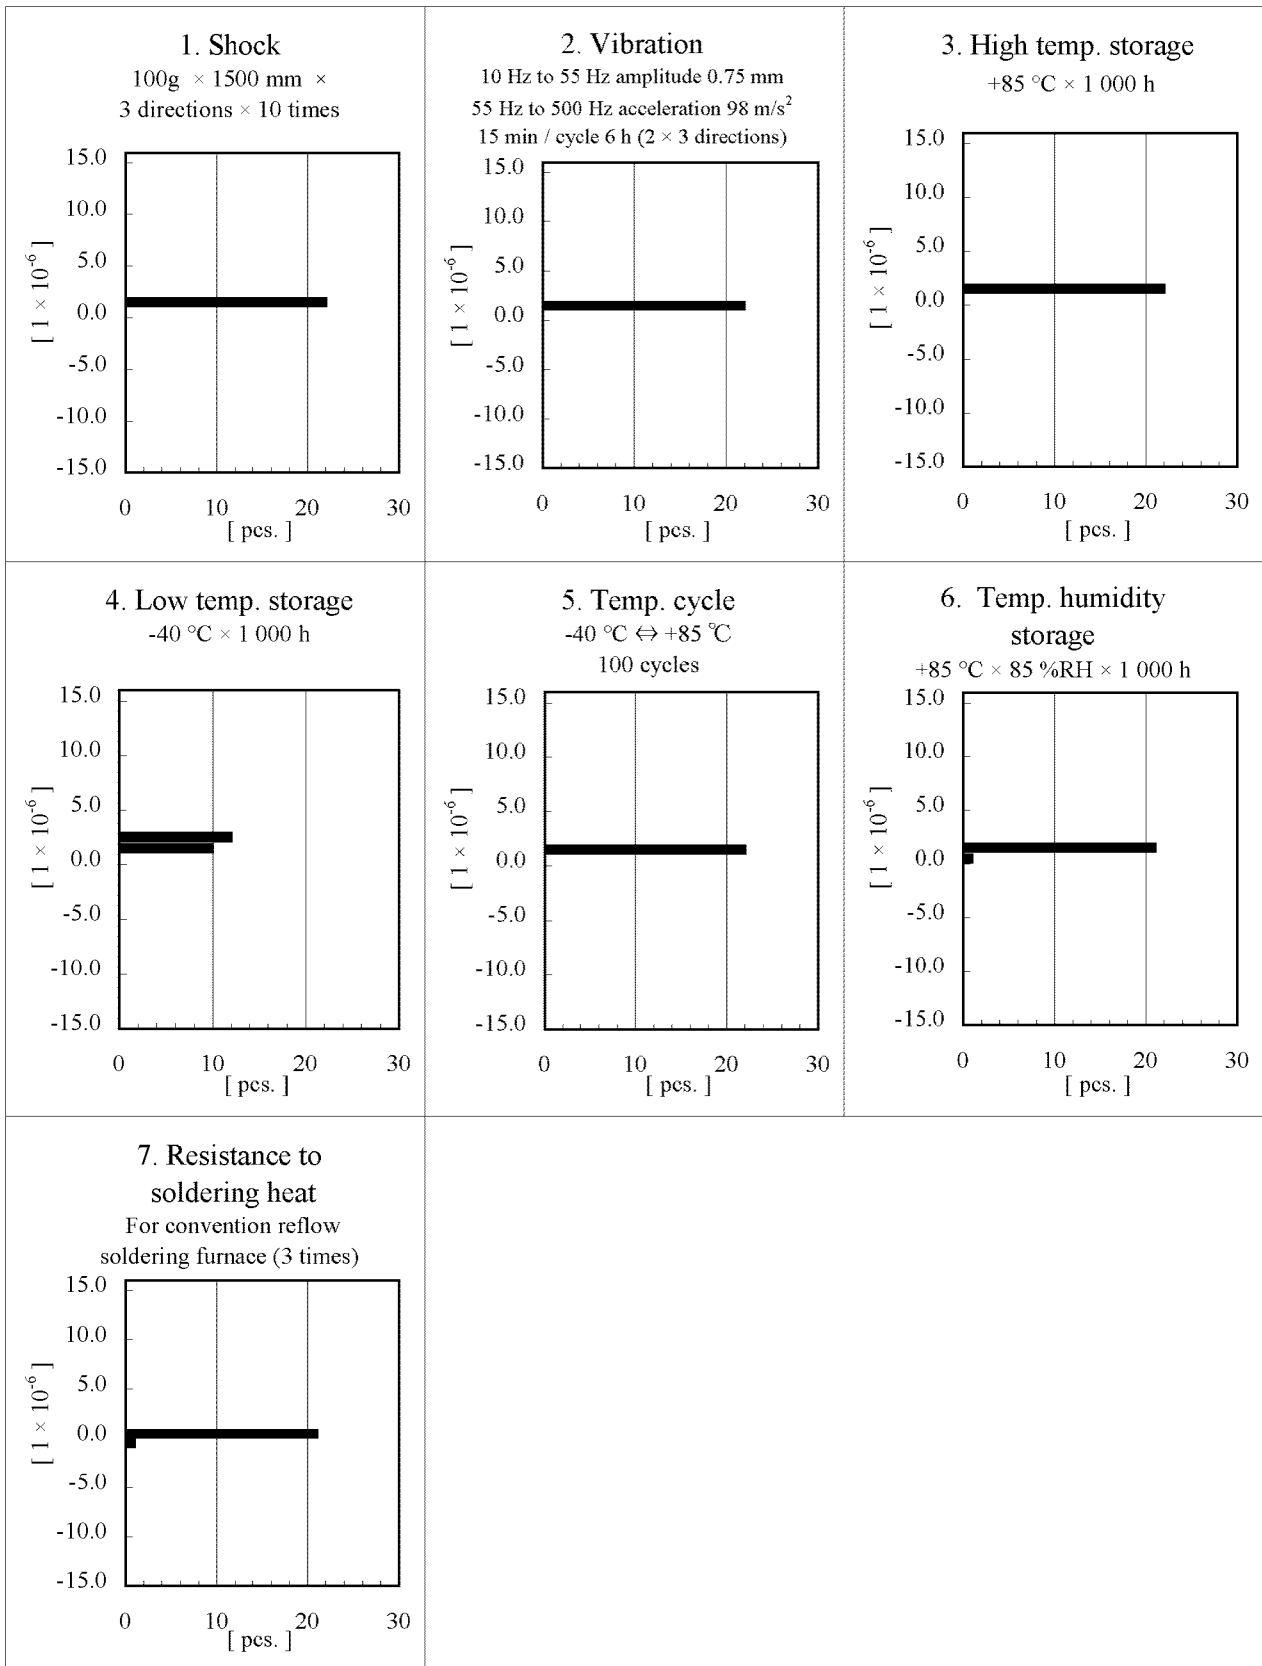 1. Shock
100g × 1500 mm ×
3 directions × 10 times
15.0
10.0
5.0
0.0
-5.0
-10.0
-15.0
[ 1 × 10-6 ]
0 10 20 30
[ pcs. ]
2. Vibration
10 Hz to 55 Hz amplitude 0.75 mm
55 Hz to 500 Hz acceleration 98 m/s2
15 min / cycle 6 h (2 × 3 directions)
15.0
10.0
5.0
0.0
-5.0
-10.0
-15.0
[ 1 × 10-6 ]
0 10 20 30
[ pcs. ]
3. High temp. storage
+85 °C × 1 000 h
15.0
10.0
5.0
0.0
-5.0
-10.0
-15.0
[ 1 × 10-6 ]
0 10 20 30
[ pcs. ]
4. Low temp. storage
-40 °C × 1 000 h
15.0
10.0
5.0
0.0
-5.0
-10.0
-15.0
[ 1 × 10-6 ]
0 10 20 30
[ pcs. ]
5. Temp. cycle
-40 °C ⇔ +85 °C
100 cycles
15.0
10.0
5.0
0.0
-5.0
-10.0
-15.0
[ 1 × 10-6 ]
0 10 20 30
[ pcs. ]
6. Temp. humidity
storage
+85 °C × 85 %RH × 1 000 h
15.0
10.0
5.0
0.0
-5.0
-10.0
-15.0
[ 1 × 10-6 ]
0 10 20 30
[ pcs. ]
7. Resistance to
soldering heat
For convention reflow
soldering furnace (3 times)
15.0
10.0
5.0
0.0
-5.0
-10.0
-15.0
[ 1 × 10-6 ]
0 10 20 30
[ pcs. ]